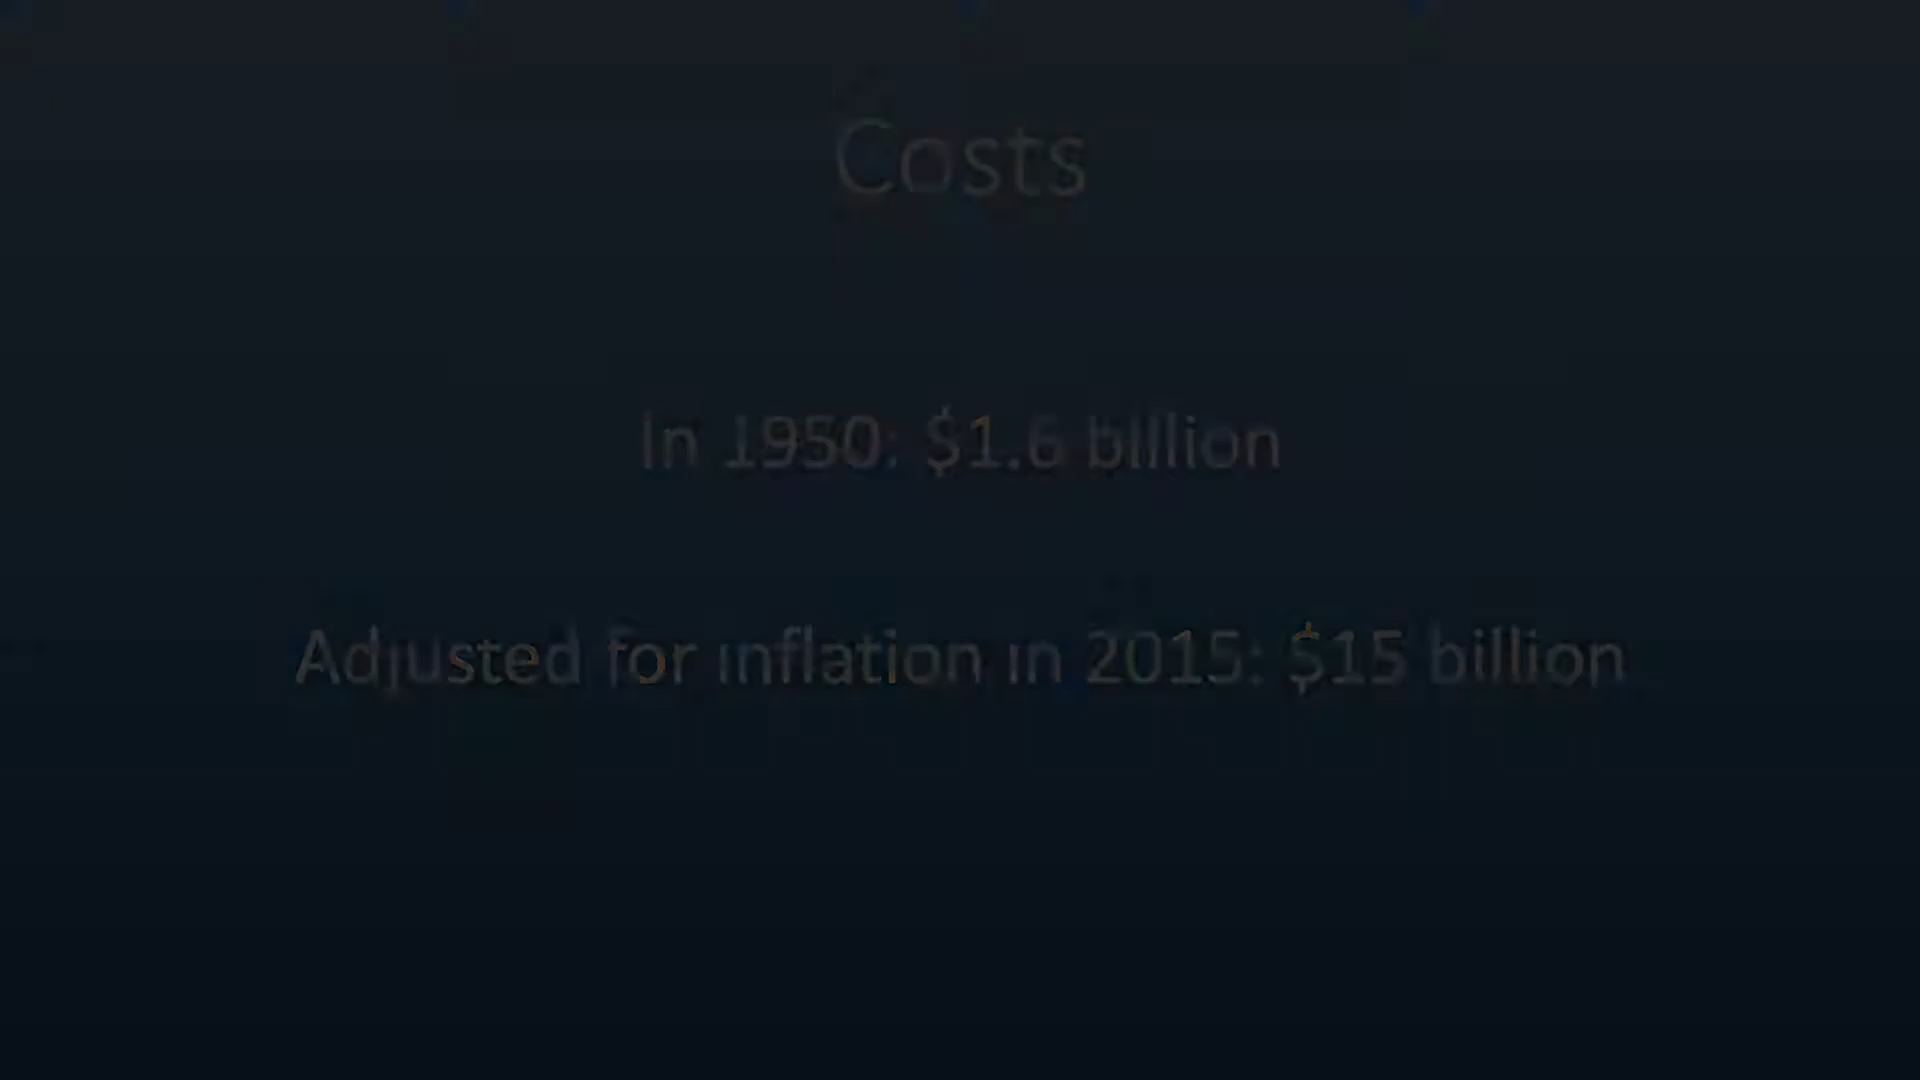 Costs
In 1950: $1.6 billion
Adjusted for inflation in 2015: $15 billion